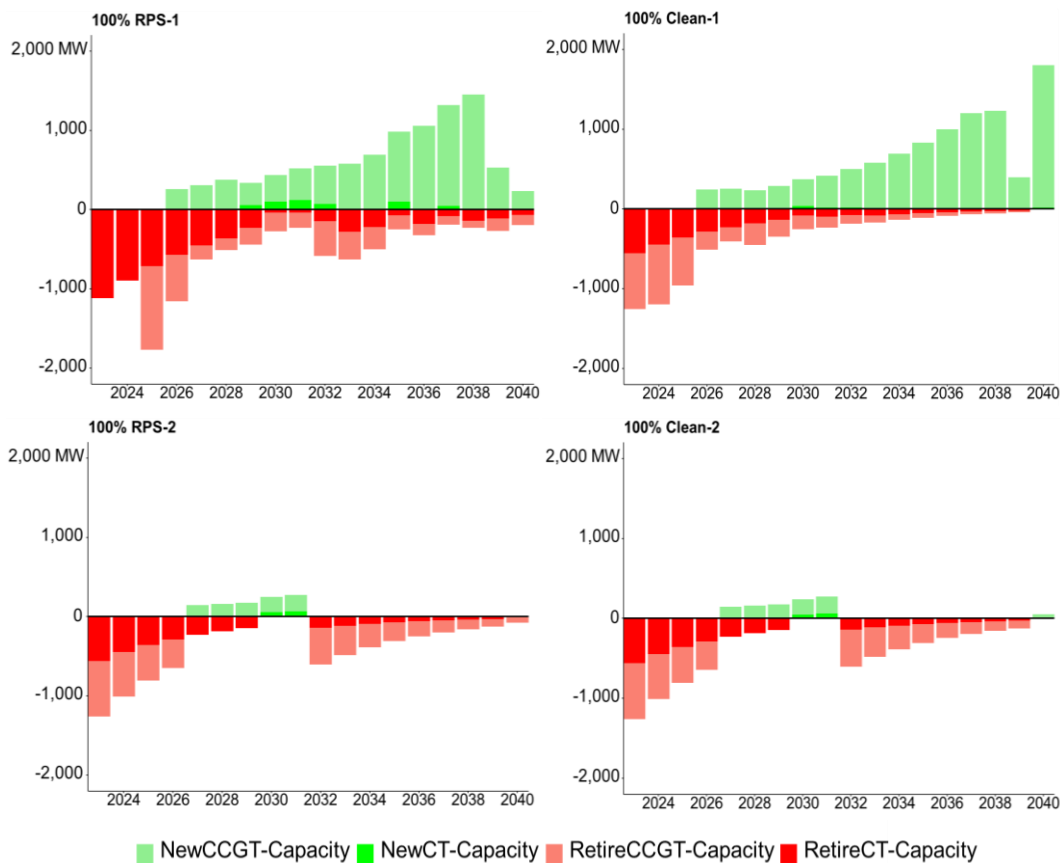 100% RPS-1
2,000 MW
1,000
0
-1,000
-2,000
2024 2026 2028 2030 2032 2034 2036 2038 2040
100% Clean-1
2,000 MW
1,000
0
-1,000
-2,000
2024 2026 2028 2030 2032 2034 2036 2038 2040
100% RPS-2
2,000 MW
1,000
0
-1,000
-2,000
2024 2026 2028 2030 2032 2034 2036 2038 2040
100% Clean-2
2,000 MW
1,000
0
-1,000
-2,000
2024 2026 2028 2030 2032 2034 2036 2038 2040
NewCCGT-Capacity NewCT-Capacity RetireCCGT-Capacity RetireCT-Capacity